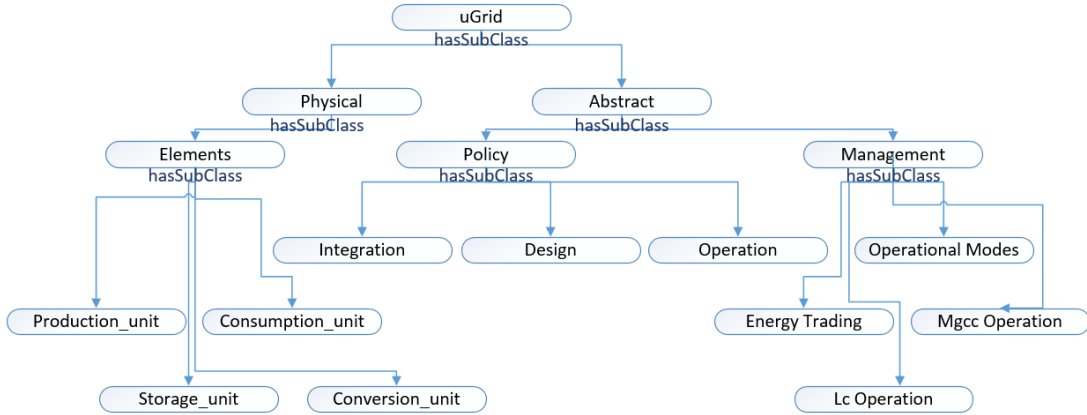 uGrid
hasSubClass
Physical
Abstract
hasSubClass
hasSubClass
Elements
Policy
Management
hasSubClass
hasSubClass
hasSubClass
Integration
Design
Operation
Operational Modes
Production_unit
Consumption_unit
Energy Trading
Mgcc Operation
Storage_unit
Conversion_unit
Lc Operation